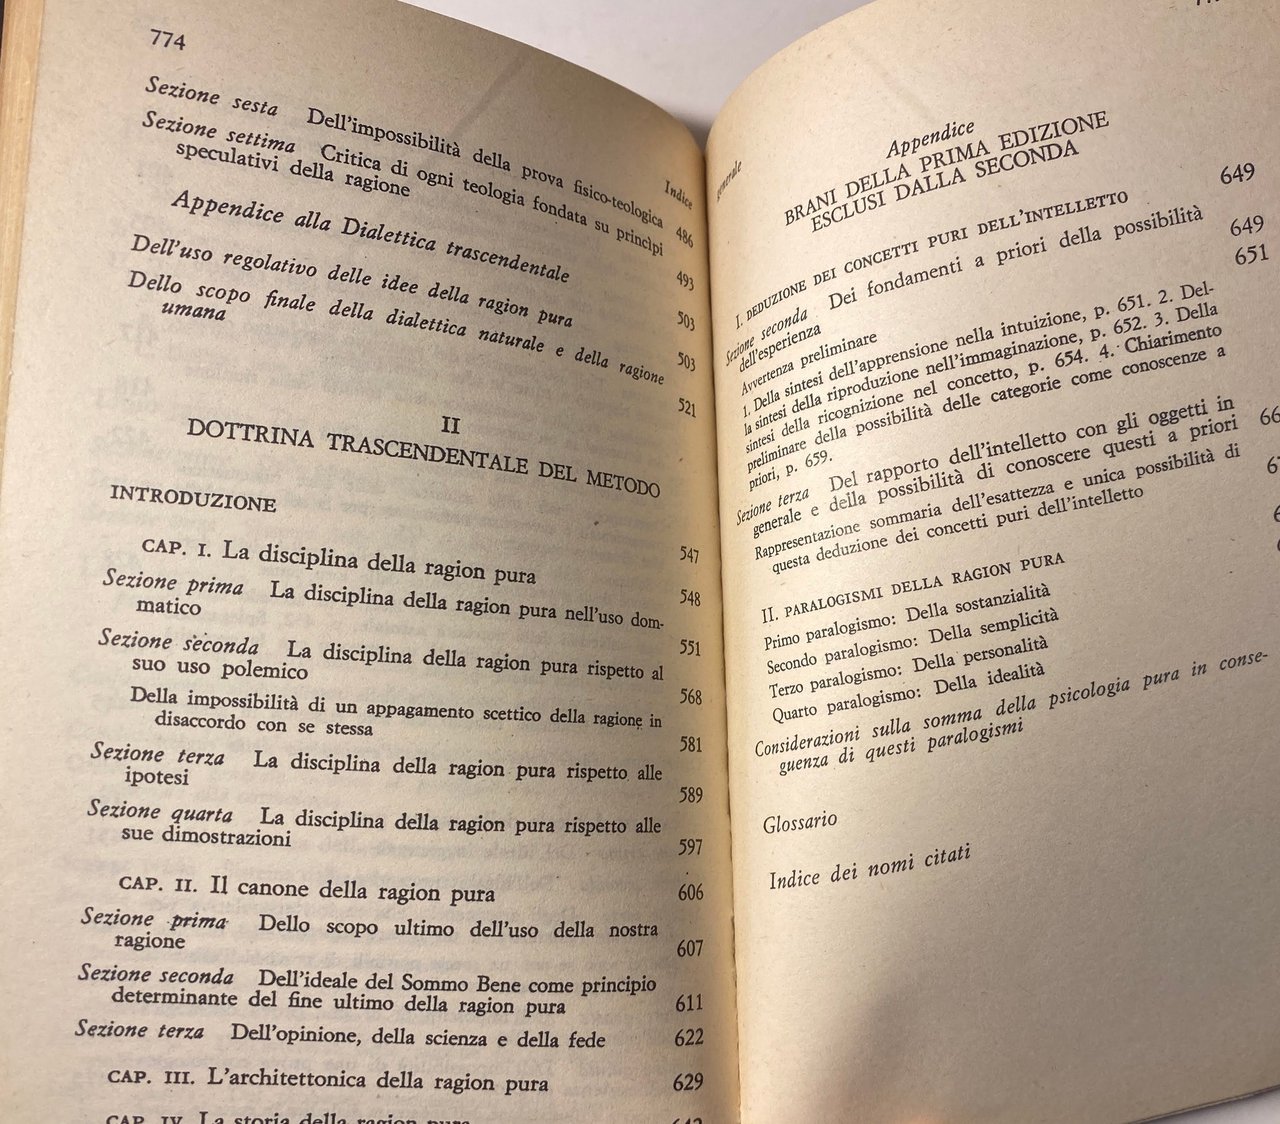 774
Indice
Sezione sesta Dell'impossibilità della prova fisico-teologica 486
Sezione settima Critica di ogni teologia fondata su princìpi
speculativi della ragione 493
Appendice alla Dialettica trascendentale 503
Dell'uso regolativo delle idee della ragion pura 503
Dello scopo finale della dialettica naturale e della ragione
umana 521
II
DOTTRINA TRASCENDENTALE DEL METODO
INTRODUZIONE 547
CAP. I. La disciplina della ragion pura 548
Sezione prima La disciplina della ragion pura nell'uso dom-
matico 551
Sezione seconda La disciplina della ragion pura rispetto al
suo uso polemico 568
Della impossibilità di un appagamento scettico della ragione in
disaccordo con se stessa 581
Sezione terza La disciplina della ragion pura rispetto alle
ipotesi 589
Sezione quarta La disciplina della ragion pura rispetto alle
sue dimostrazioni 597
CAP. II. Il canone della ragion pura 606
Sezione prima Dello scopo ultimo dell'uso della nostra
ragione 607
Sezione seconda Dell'ideale del Sommo Bene come principio
determinante del fine ultimo della ragion pura 611
Sezione terza Dell'opinione, della scienza e della fede 622
CAP. III. L'architettonica della ragion pura 629
CAP. IV. La storia della ragion pura
generale
Appendice
BRANI DELLA PRIMA EDIZIONE
ESCLUSI DALLA SECONDA
I. DEDUZIONE DEI CONCETTI PURI DELL'INTELLETTO 649
Sezione seconda Dei fondamenti a priori della possibilità
dell'esperienza 649
Avvertenza preliminare 651
1. Della sintesi dell'apprensione nella intuizione, p. 651. 2. Del-
la sintesi della riproduzione nell'immaginazione, p. 652. 3. Della
sintesi della ricognizione nel concetto, p. 654. 4. Chiarimento
preliminare della possibilità delle categorie come conoscenze a
priori, p. 659.
Sezione terza Del rapporto dell'intelletto con gli oggetti in
generale e della possibilità di conoscere questi a priori
Rappresentazione sommaria dell'esattezza e unica possibilità di
questa deduzione dei concetti puri dell'intelletto
II. PARALOGISMI DELLA RAGION PURA
Primo paralogismo: Della sostanzialità
Secondo paralogismo: Della semplicità
Terzo paralogismo: Della personalità
Quarto paralogismo: Della idealità
Considerazioni sulla somma della psicologia pura in conse-
guenza di questi paralogismi
Glossario
Indice dei nomi citati